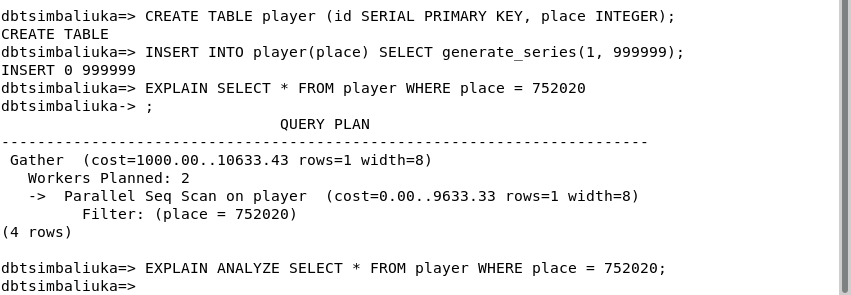 dbtsimbaliuka=> CREATE TABLE player (id SERIAL PRIMARY KEY, place INTEGER);
CREATE TABLE
dbtsimbaliuka=> INSERT INTO player(place) SELECT generate_series(1, 999999);
INSERT 0 999999
dbtsimbaliuka=> EXPLAIN SELECT * FROM player WHERE place = 752020
dbtsimbaliuka-> ;
                               QUERY PLAN
------------------------------------------------------------------------
 Gather  (cost=1000.00..10633.43 rows=1 width=8)
   Workers Planned: 2
   ->  Parallel Seq Scan on player  (cost=0.00..9633.33 rows=1 width=8)
         Filter: (place = 752020)
(4 rows)

dbtsimbaliuka=> EXPLAIN ANALYZE SELECT * FROM player WHERE place = 752020;
dbtsimbaliuka=>